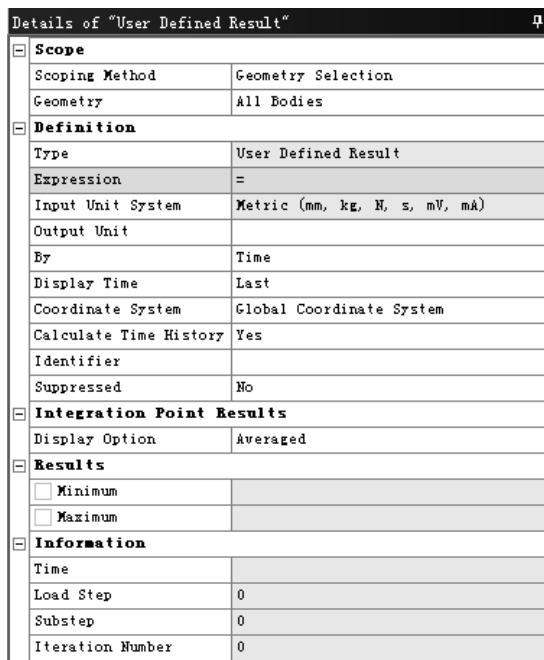 Details of "User Defined Result"
Scope
Scoping Method Geometry Selection
Geometry All Bodies
Definition
Type User Defined Result
Expression =
Input Unit System Metric (mm, kg, N, s, mV, mA)
Output Unit
By Time
Display Time Last
Coordinate System Global Coordinate System
Calculate Time History Yes
Identifier
Suppressed No
Integration Point Results
Display Option Averaged
Results
Minimum
Maximum
Information
Time
Load Step 0
Substep 0
Iteration Number 0